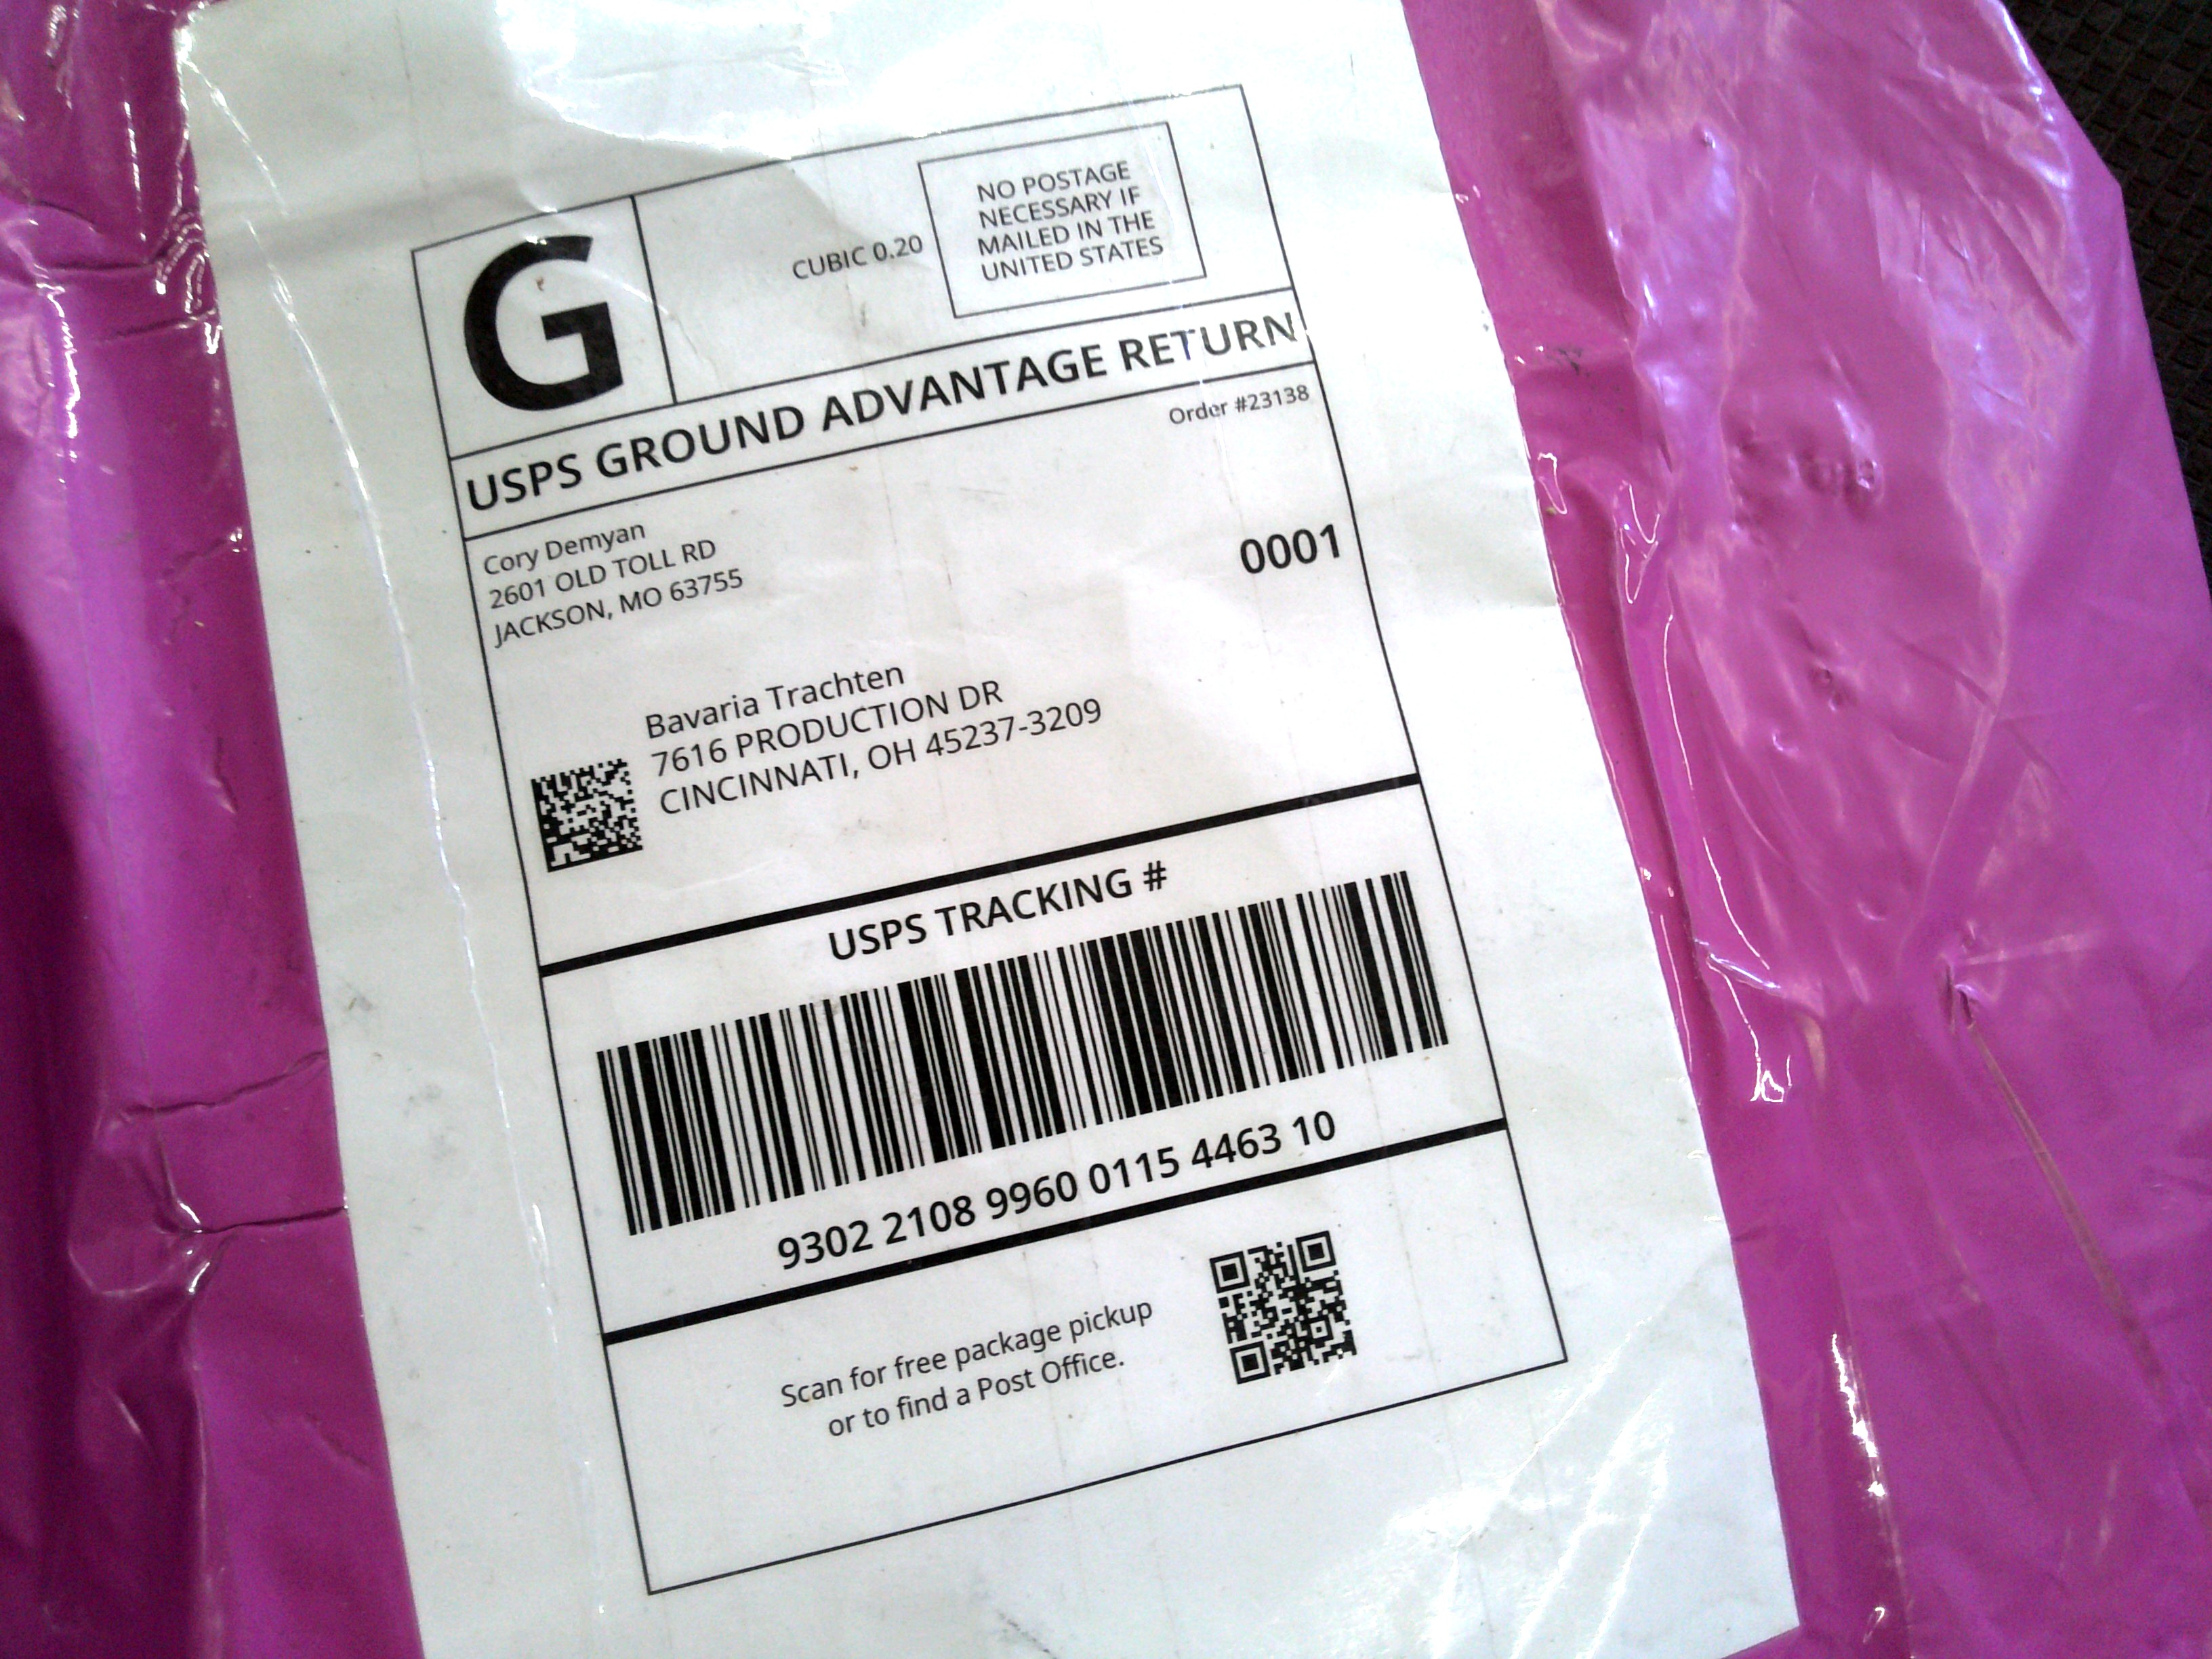 G
CUBIC 0.20
NO POSTAGE
NECESSARY IF
MAILED IN THE
UNITED STATES
USPS GROUND ADVANTAGE RETURN
Order #23138
Cory Demyan
2601 OLD TOLL RD
JACKSON, MO 63755
0001
Bavaria Trachten
7616 PRODUCTION DR
CINCINNATI, OH 45237-3209
USPS TRACKING #
9302 2108 9960 0115 4463 10
Scan for free package pickup
or to find a Post Office.